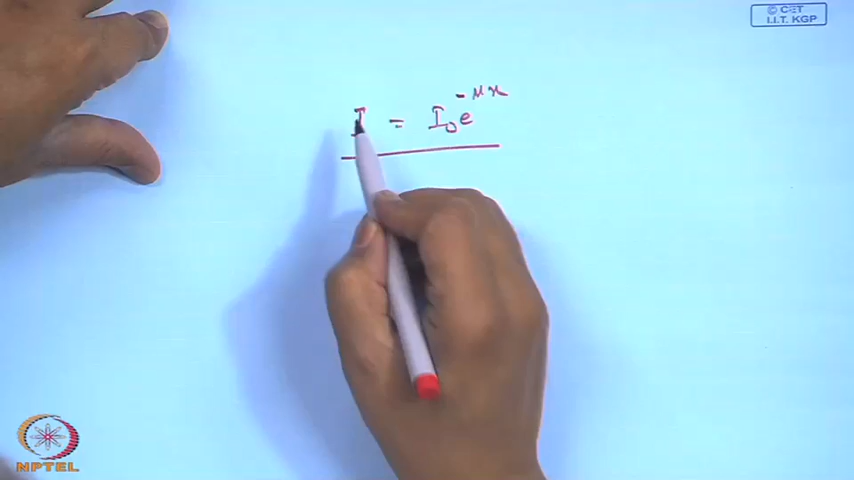 © CET
I.I.T. KGP
I = I₀e^{-μx}
NPTEL